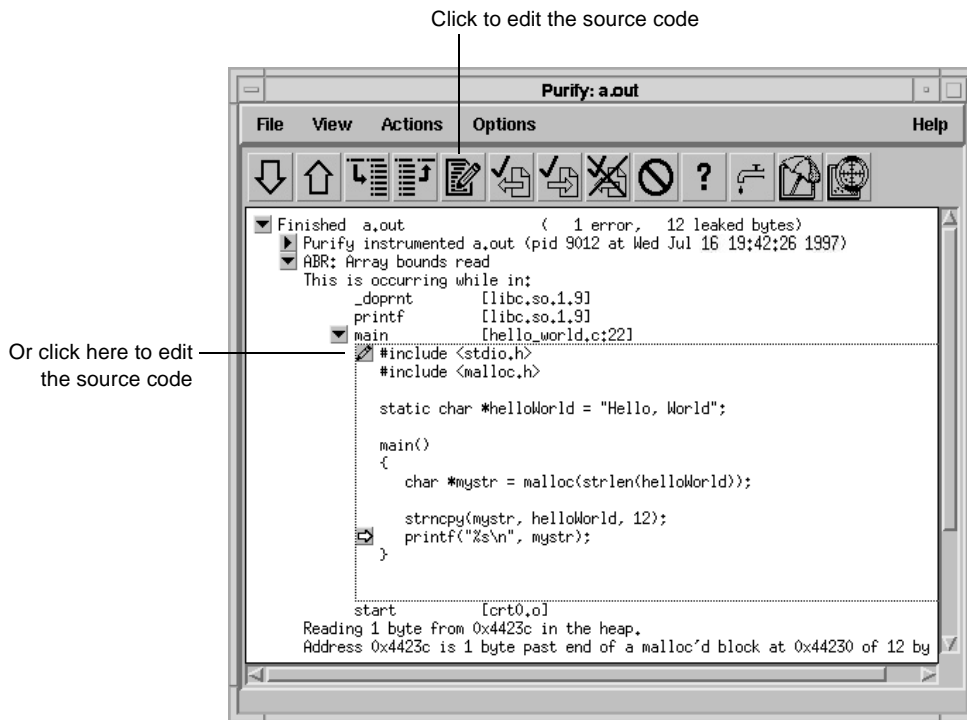 Click to edit the source code
Purify: a.out
File View Actions Options Help
?
Finished a.out ( 1 error, 12 leaked bytes)
Purify instrumented a.out (pid 9012 at Wed Jul 16 19:42:26 1997)
ABR: Array bounds read
This is occurring while in:
_doprnt [libc.so.1.9]
printf [libc.so.1.9]
main [hello_world.c:22]
Or click here to edit
the source code
#include <stdio.h>
#include <malloc.h>
static char *helloWorld = "Hello, World";
main()
{
char *mystr = malloc(strlen(helloWorld));
strncpy(mystr, helloWorld, 12);
printf("%s\n", mystr);
}
start [crt0.o]
Reading 1 byte from 0x4423c in the heap.
Address 0x4423c is 1 byte past end of a malloc'd block at 0x44230 of 12 by